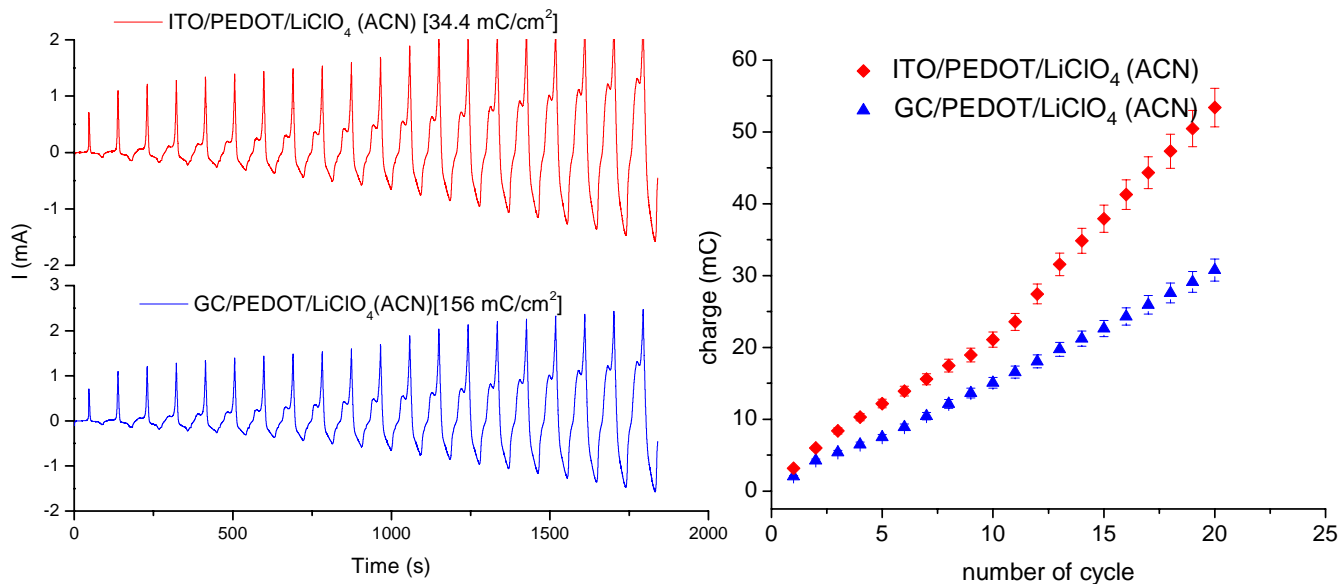 ITO/PEDOT/LiClO₄ (ACN) [34.4 mC/cm²]
2
1
0
-1
-2
I (mA)
GC/PEDOT/LiClO₄(ACN)[156 mC/cm²]
3
2
1
0
-1
-2
0 500 1000 1500 2000
Time (s)
ITO/PEDOT/LiClO₄ (ACN)
GC/PEDOT/LiClO₄ (ACN)
60
50
40
30
20
10
0
charge (mC)
0 5 10 15 20 25
number of cycle